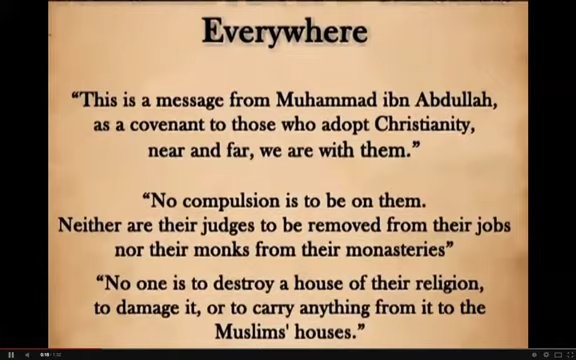 Everywhere
“This is a message from Muhammad ibn Abdullah,
as a covenant to those who adopt Christianity,
near and far, we are with them.”
“No compulsion is to be on them.
Neither are their judges to be removed from their jobs
nor their monks from their monasteries”
“No one is to destroy a house of their religion,
to damage it, or to carry anything from it to the
Muslims' houses.”